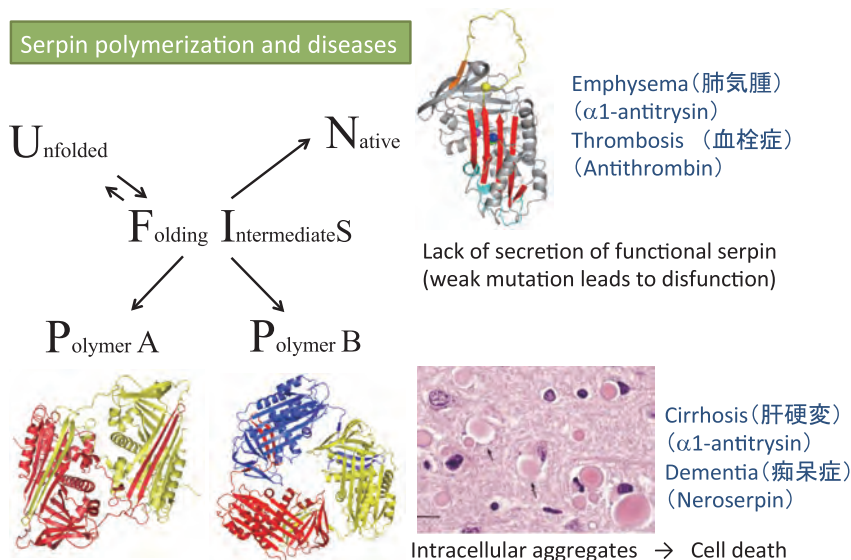 Serpin polymerization and diseases
Unfolded
Native
Folding IntermediateS
Polymer A
Polymer B
Emphysema（肺気腫）
（α1-antitrysin）
Thrombosis （血栓症）
（Antithrombin）
Lack of secretion of functional serpin
(weak mutation leads to disfunction)
Cirrhosis（肝硬変）
（α1-antitrysin）
Dementia（痴呆症）
（Neroserpin）
Intracellular aggregates → Cell death